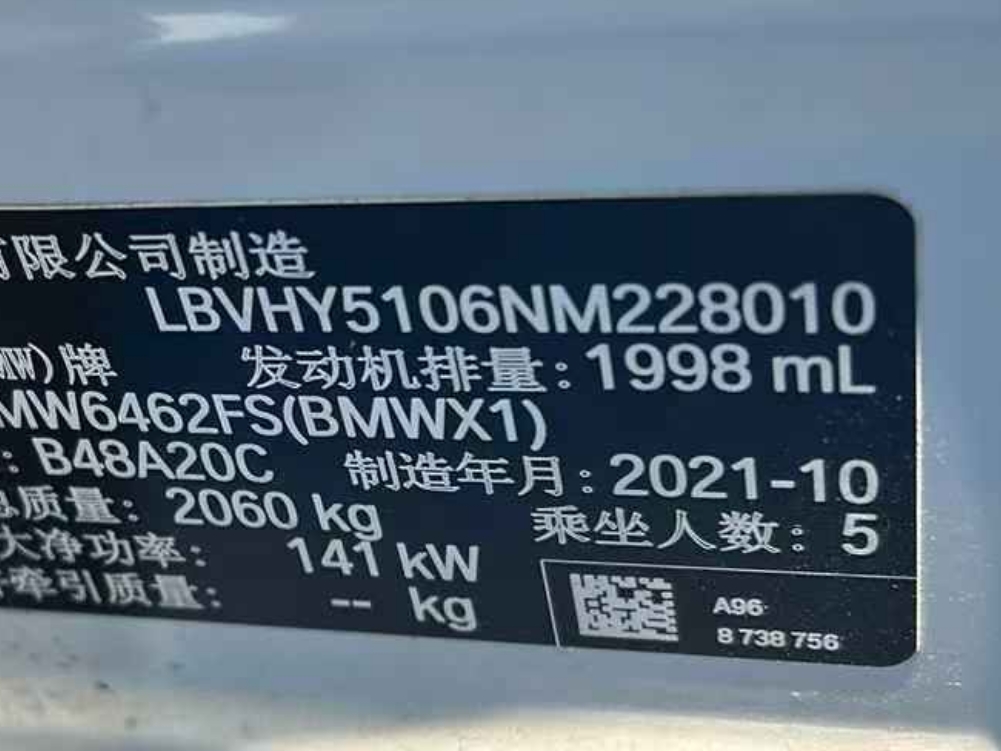 有限公司制造
LBVHY5106NM228010
MW)牌 发动机排量:1998 mL
MW6462FS(BMWX1)
: B48A20C 制造年月:2021-10
总质量: 2060 kg 乘坐人数: 5
大净功率: 141 kW
牵引质量: -- kg
A96
8 738 756